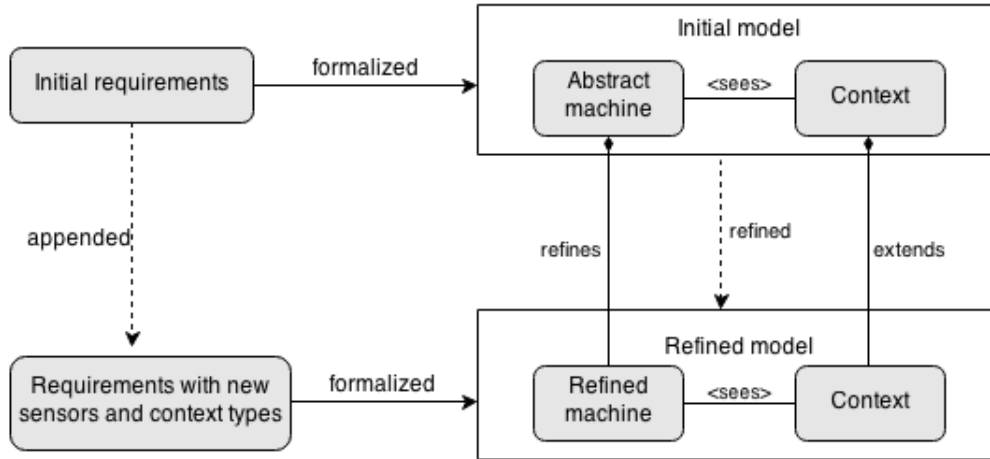 Initial model
Initial requirements
formalized
Abstract
machine
<sees>
Context
appended
refines
refined
extends
Refined model
Requirements with new
sensors and context types
formalized
Refined
machine
<sees>
Context